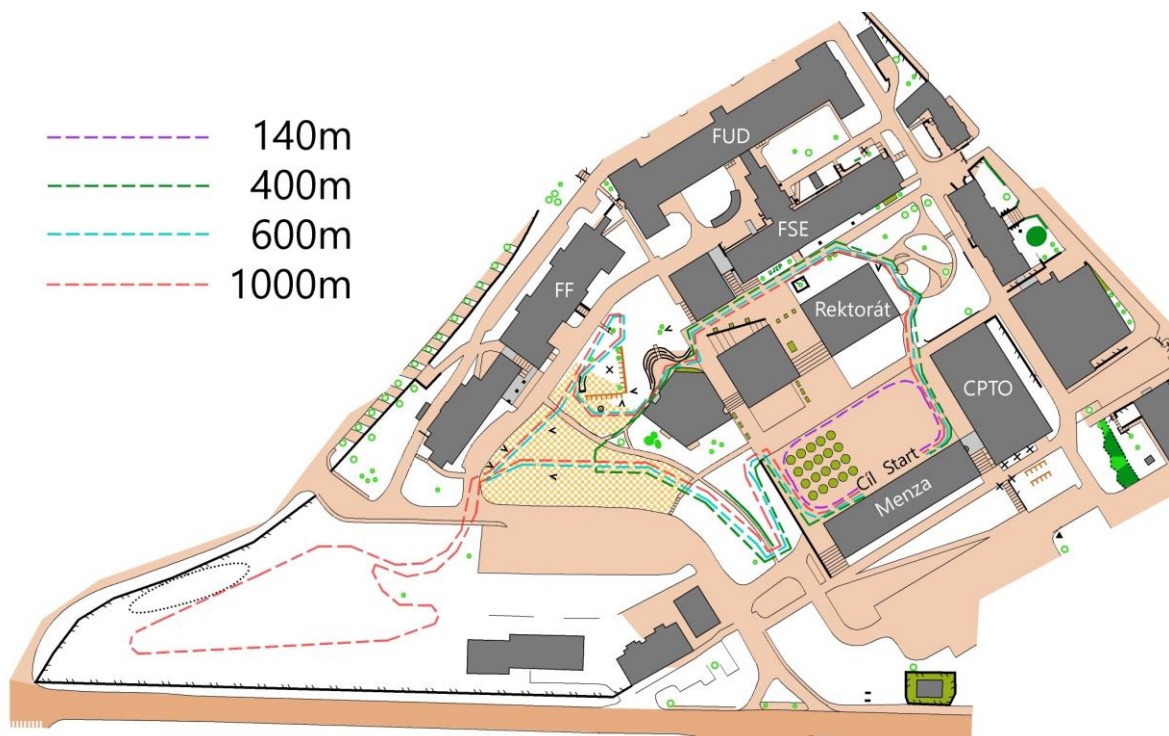 140m
400m
600m
1000m
FUD
FSE
FF
Rektorát
CPTO
Cíl Start
Menza